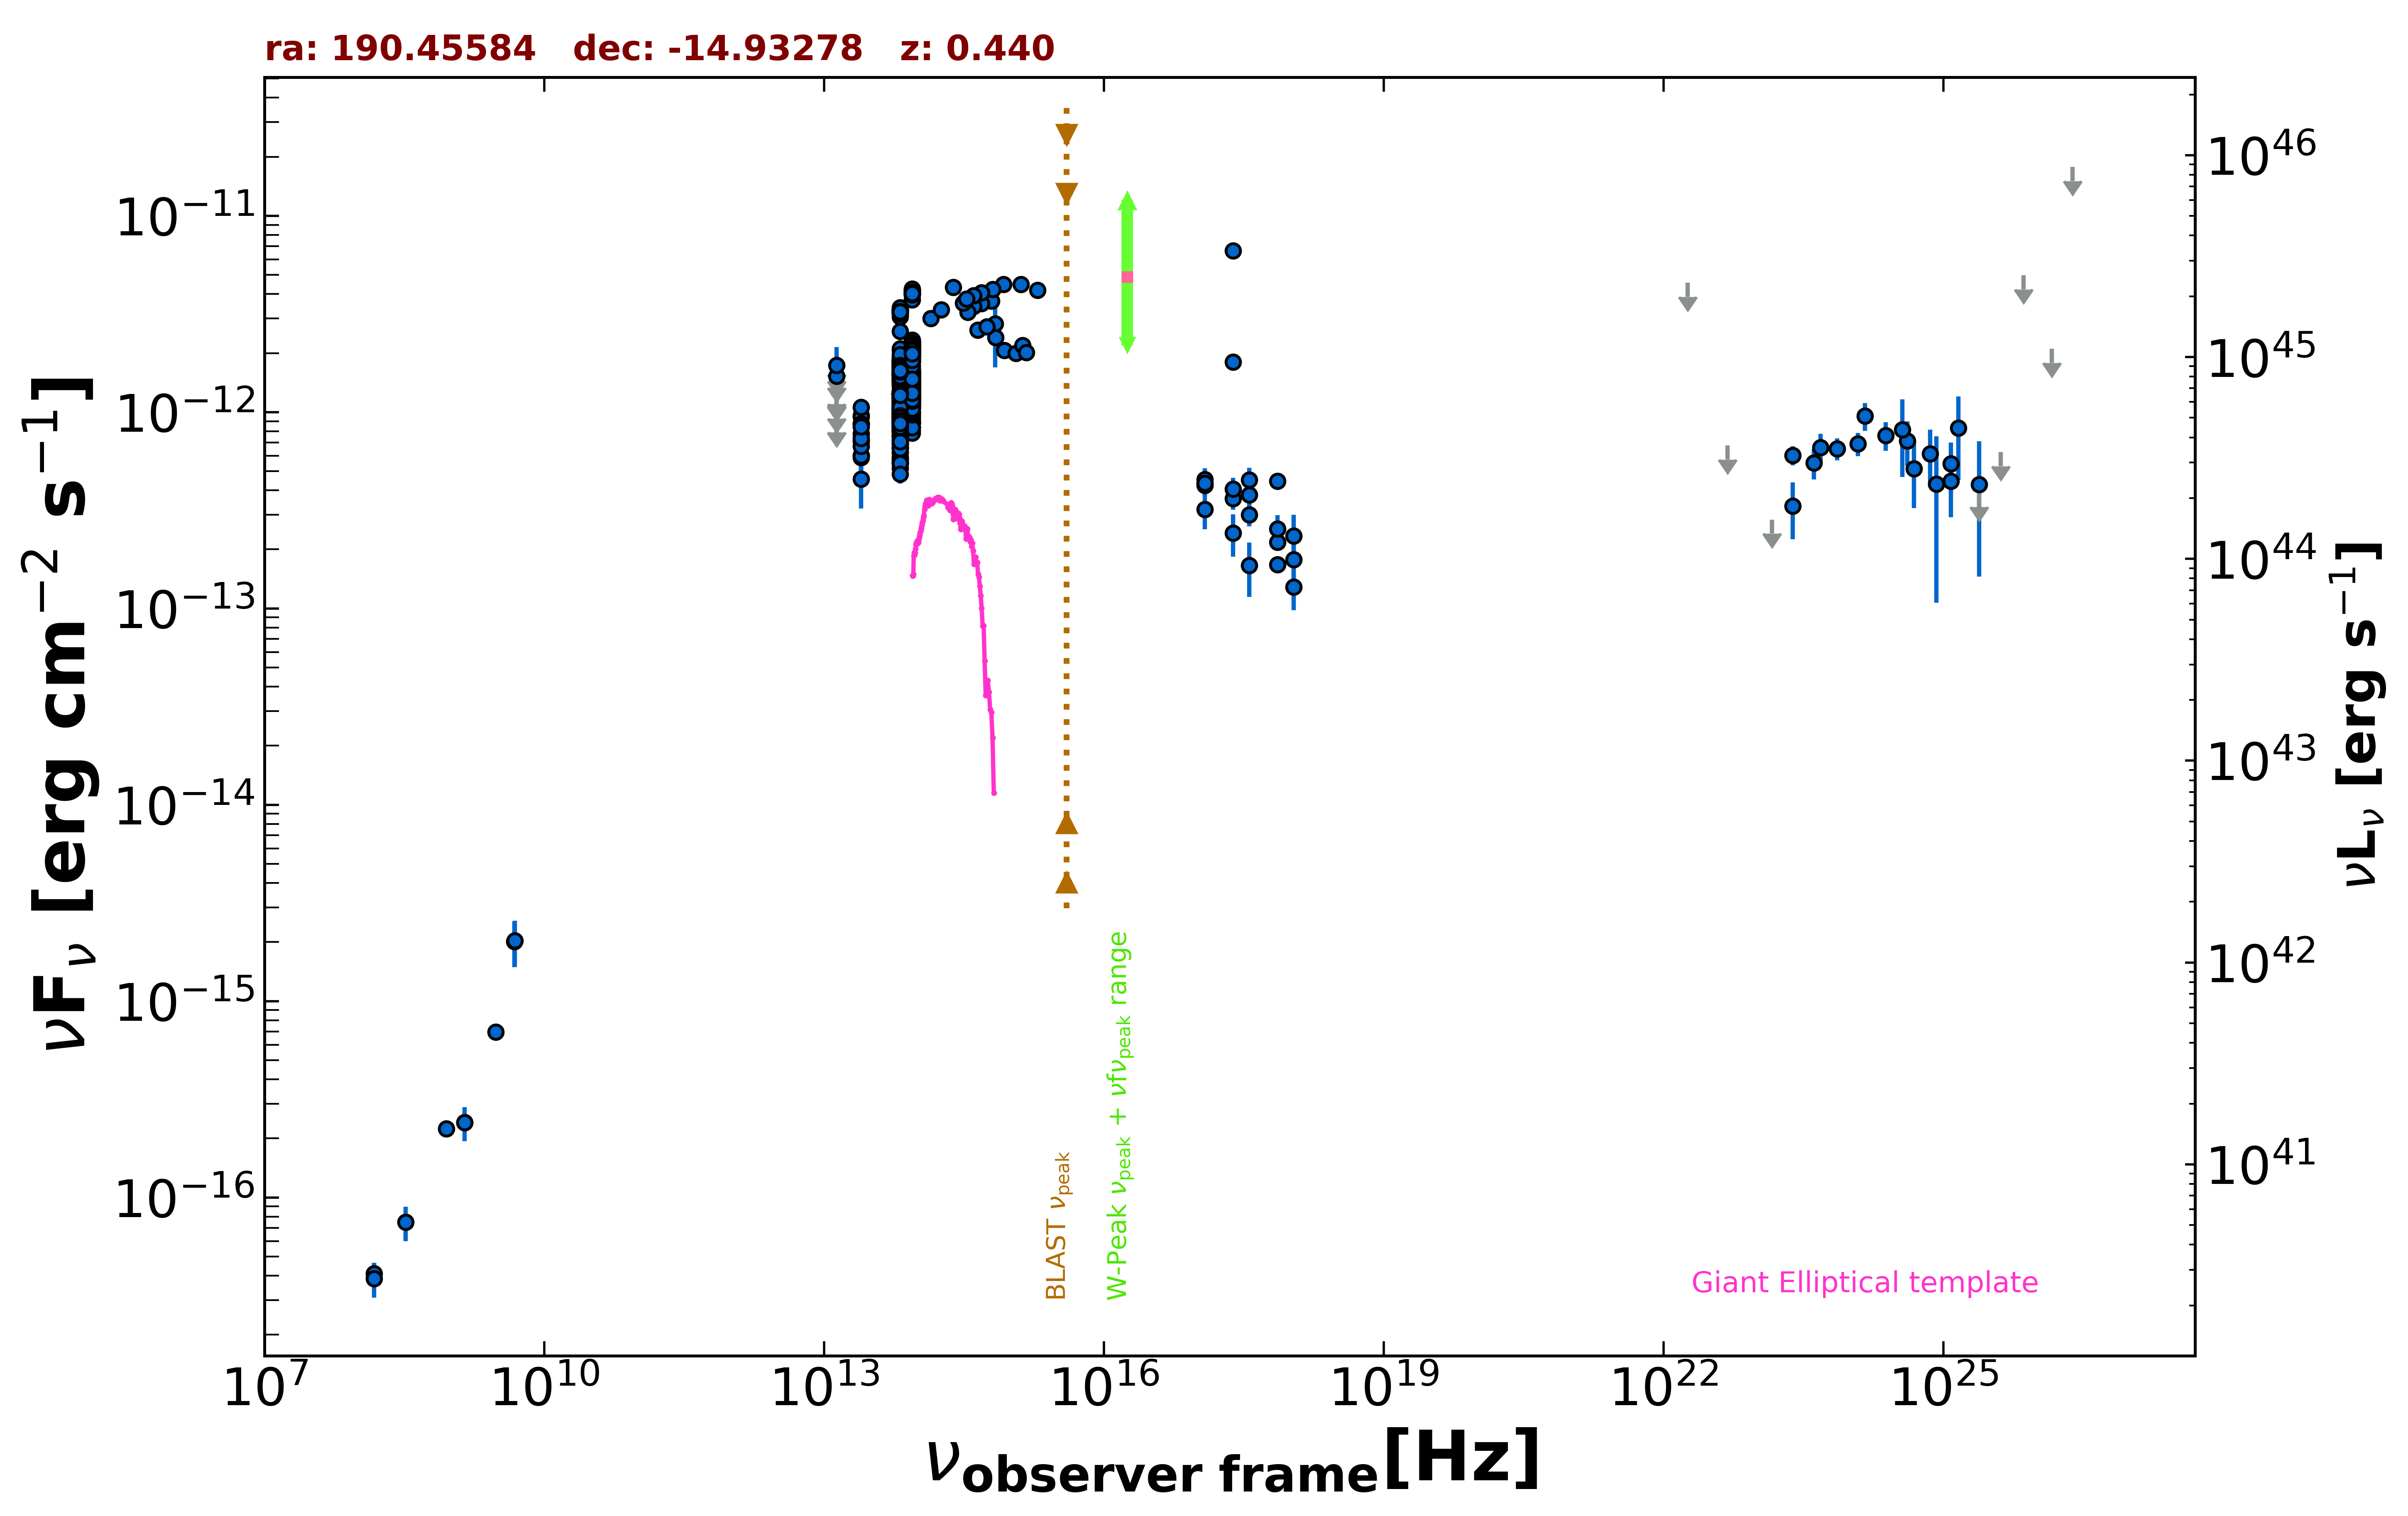 ra: 190.45584 dec: -14.93278 z: 0.440
νFν [erg cm−2 s−1]
10−11
10−12
10−13
10−14
10−15
10−16
1046
1045
1044
1043
1042
1041
νLν [erg s−1]
BLAST νpeak
W-Peak νpeak + νfνpeak range
Giant Elliptical template
107
1010
1013
1016
1019
1022
1025
νobserver frame[Hz]